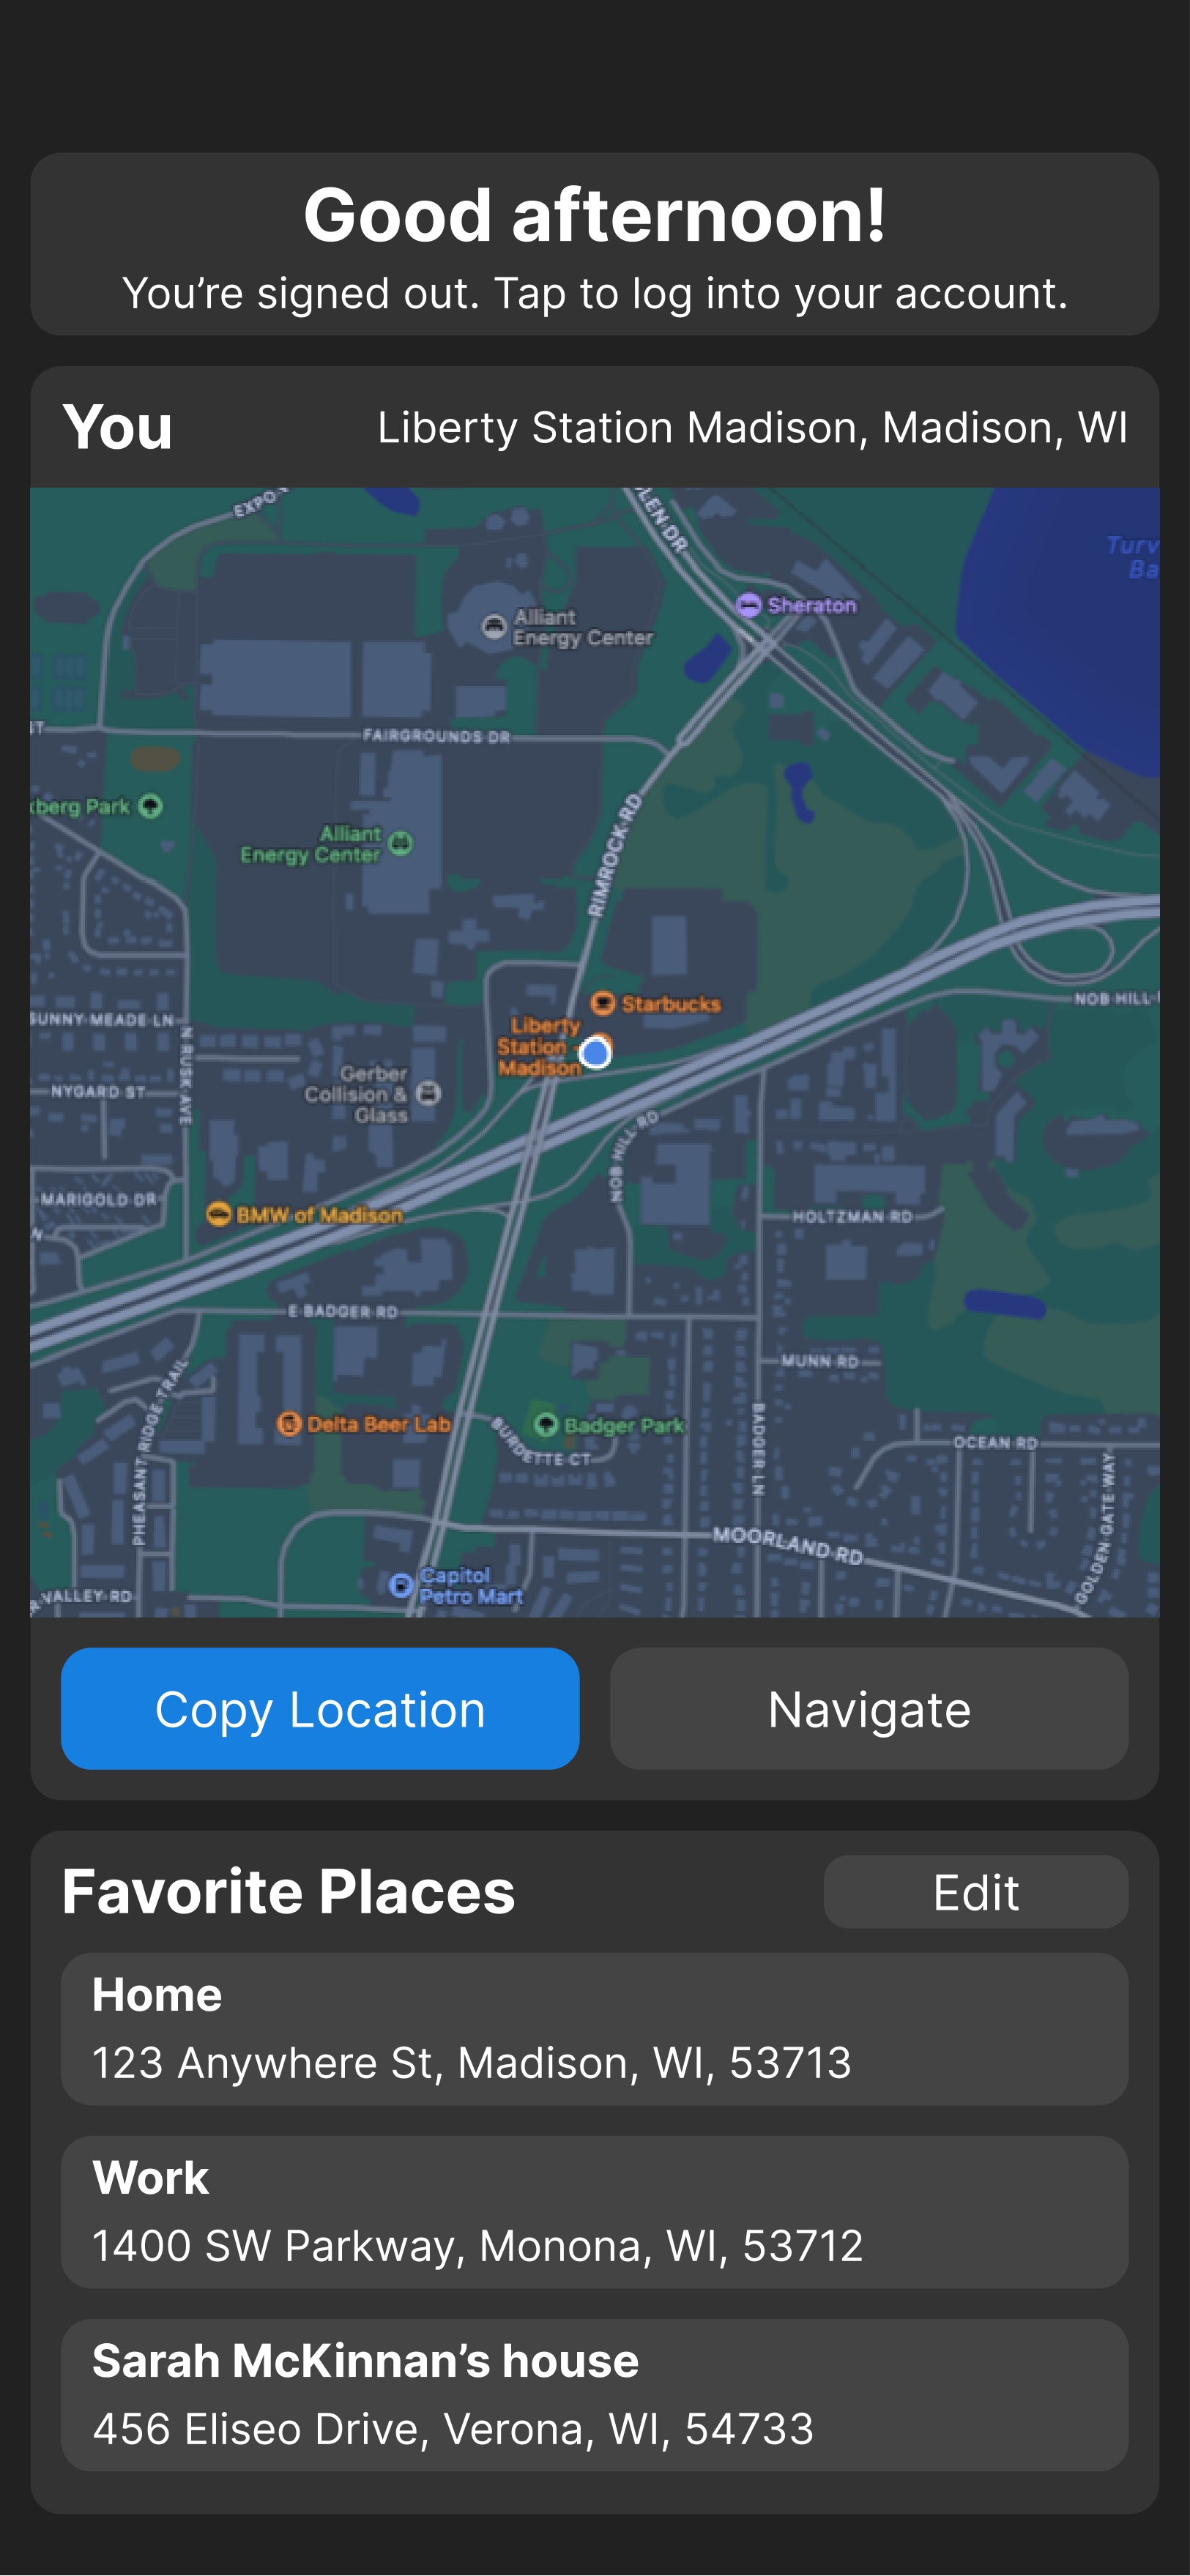 Good afternoon!
You’re signed out. Tap to log into your account.
You
Liberty Station Madison, Madison, WI
EXPO
GLEN DR
Turv
Ba
Sheraton
Alliant
Energy Center
ST
FAIRGROUNDS DR
kberg Park
Alliant
Energy Center
RIMROCK RD
Starbucks
NOB HILL
SUNNY MEADE LN
Liberty
Station -
Madison
N RUSK AVE
Gerber
Collision &
Glass
NYGARD ST
NOB HILL RD
MARIGOLD DR
BMW of Madison
HOLTZMAN RD
E BADGER RD
MUNN RD
PHEASANT RIDGE TRAIL
Delta Beer Lab
BURDETTE CT
Badger Park
BADGER LN
OCEAN RD
GOLDEN GATE WAY
MOORLAND RD
Capitol
Petro Mart
VALLEY RD
Copy Location
Navigate
Favorite Places
Edit
Home
123 Anywhere St, Madison, WI, 53713
Work
1400 SW Parkway, Monona, WI, 53712
Sarah McKinnan’s house
456 Eliseo Drive, Verona, WI, 54733